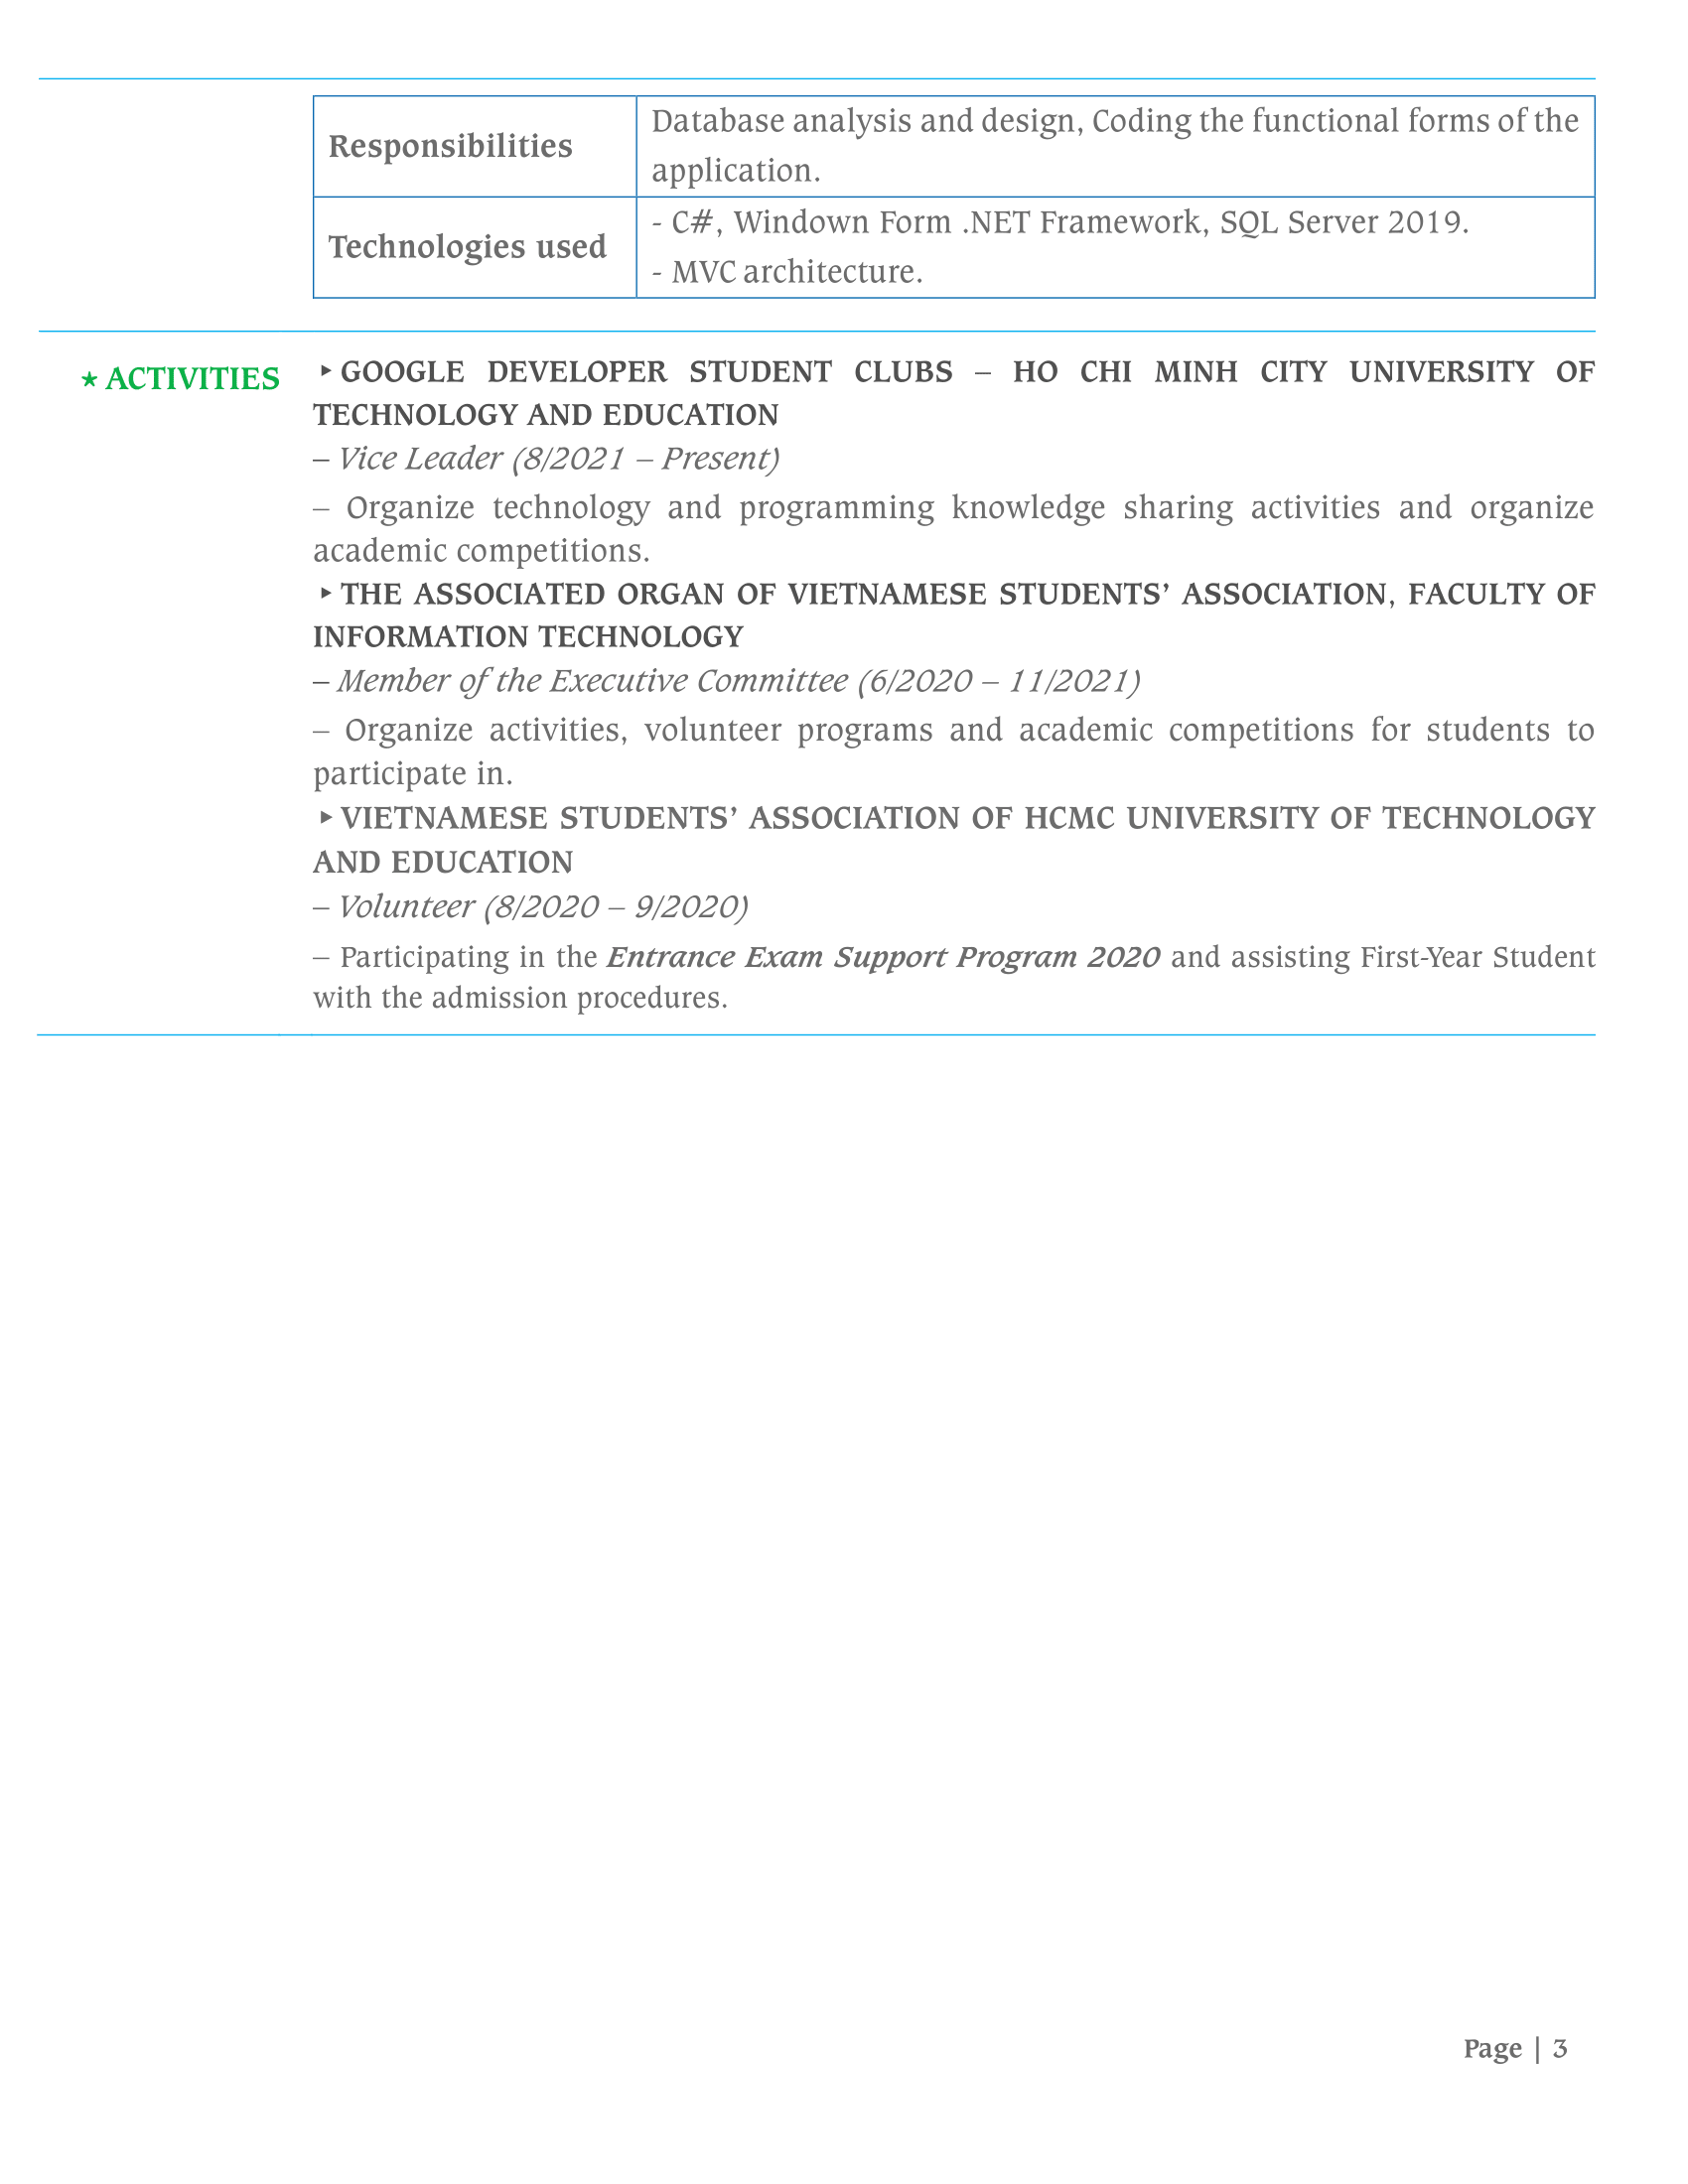 Responsibilities
Database analysis and design, Coding the functional forms of the
application.
Technologies used
- C#, Windown Form .NET Framework, SQL Server 2019.
- MVC architecture.
★ ACTIVITIES
‣ GOOGLE DEVELOPER STUDENT CLUBS – HO CHI MINH CITY UNIVERSITY OF
TECHNOLOGY AND EDUCATION
– Vice Leader (8/2021 – Present)
– Organize technology and programming knowledge sharing activities and organize
academic competitions.
‣ THE ASSOCIATED ORGAN OF VIETNAMESE STUDENTS’ ASSOCIATION, FACULTY OF
INFORMATION TECHNOLOGY
– Member of the Executive Committee (6/2020 – 11/2021)
– Organize activities, volunteer programs and academic competitions for students to
participate in.
‣ VIETNAMESE STUDENTS’ ASSOCIATION OF HCMC UNIVERSITY OF TECHNOLOGY
AND EDUCATION
– Volunteer (8/2020 – 9/2020)
– Participating in the Entrance Exam Support Program 2020 and assisting First-Year Student
with the admission procedures.
Page | 3